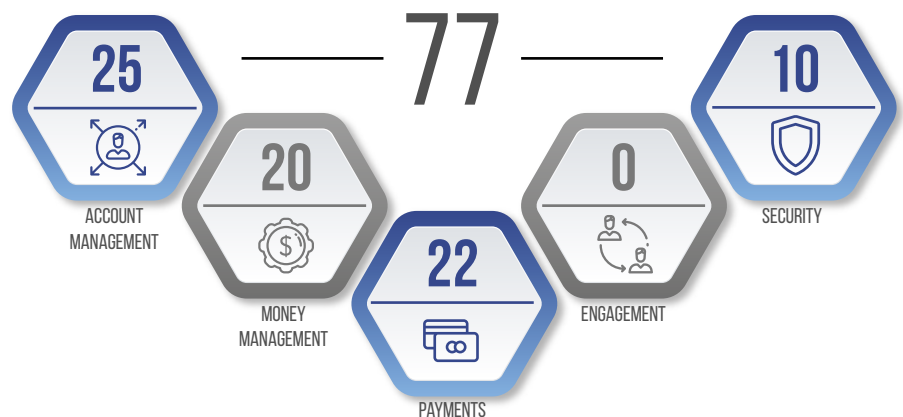 77
25
ACCOUNT
MANAGEMENT
20
$
MONEY
MANAGEMENT
22
PAYMENTS
0
ENGAGEMENT
10
SECURITY